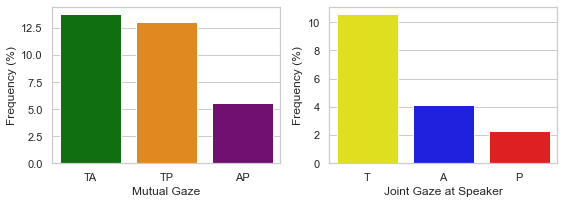 Frequency (%)
12.5
10.0
7.5
5.0
2.5
0.0
TA TP AP
Mutual Gaze
Frequency (%)
10
8
6
4
2
0
T A P
Joint Gaze at Speaker